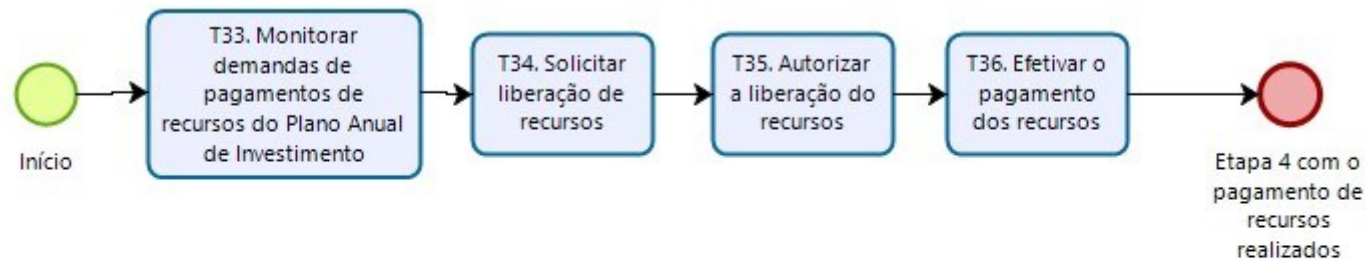 Início
T33. Monitorar
demandas de
pagamentos de
recursos do Plano Anual
de Investimento
T34. Solicitar
liberação de
recursos
T35. Autorizar
a liberação do
recursos
T36. Efetivar o
pagamento
dos recursos
Etapa 4 com o
pagamento de
recursos
realizados